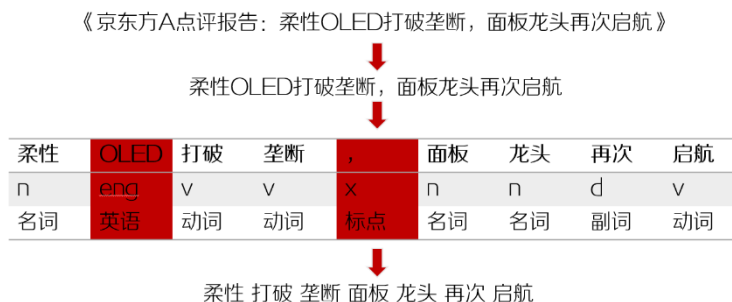 《京东方A点评报告：柔性OLED打破垄断，面板龙头再次启航》
柔性OLED打破垄断，面板龙头再次启航
柔性 OLED 打破 垄断 ， 面板 龙头 再次 启航
n eng v v x n n d v
名词 英语 动词 动词 标点 名词 名词 副词 动词
柔性 打破 垄断 面板 龙头 再次 启航